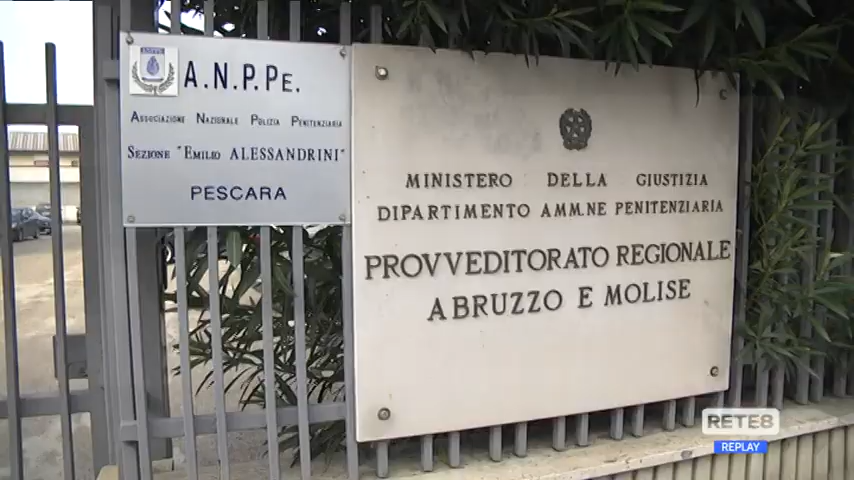 A.N.P.PE.
ASSOCIAZIONE NAZIONALE POLIZIA PENITENZIARIA
SEZIONE "EMILIO ALESSANDRINI"
PESCARA
MINISTERO DELLA GIUSTIZIA
DIPARTIMENTO AMM.NE PENITENZIARIA
PROVVEDITORATO REGIONALE
ABRUZZO E MOLISE
RETE8
REPLAY